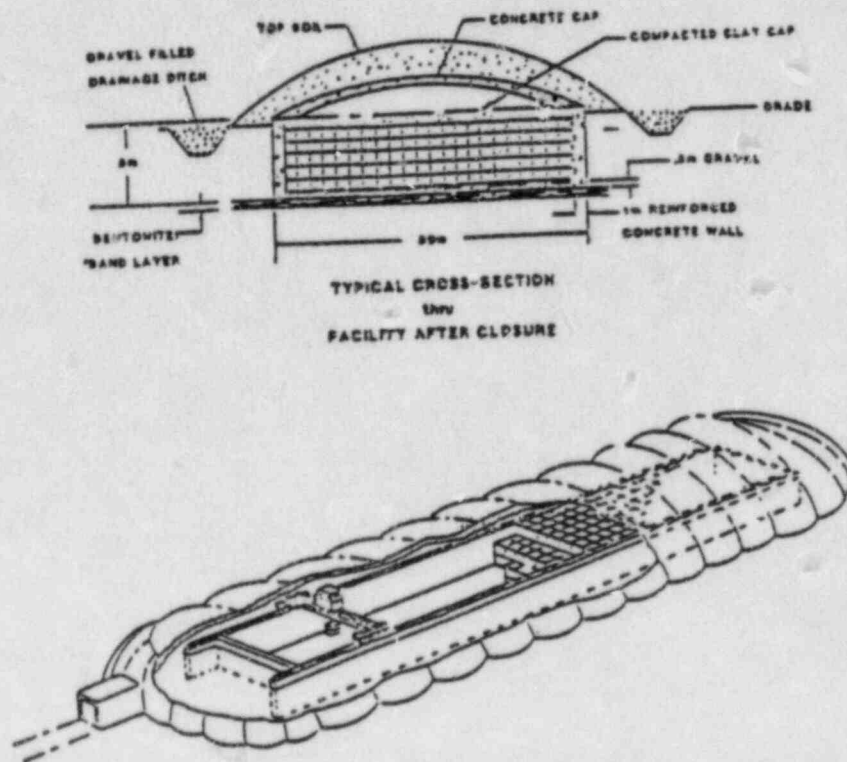 TOP SOIL
CONCRETE CAP
COMPACTED CLAY CAP
GRAVEL FILLED
DRAINAGE DITCH
GRADE
GRAVEL
1m REINFORCED
CONCRETE WALL
BENTONITE/
SAND LAYER
TYPICAL CROSS-SECTION
thru
FACILITY AFTER CLOSURE